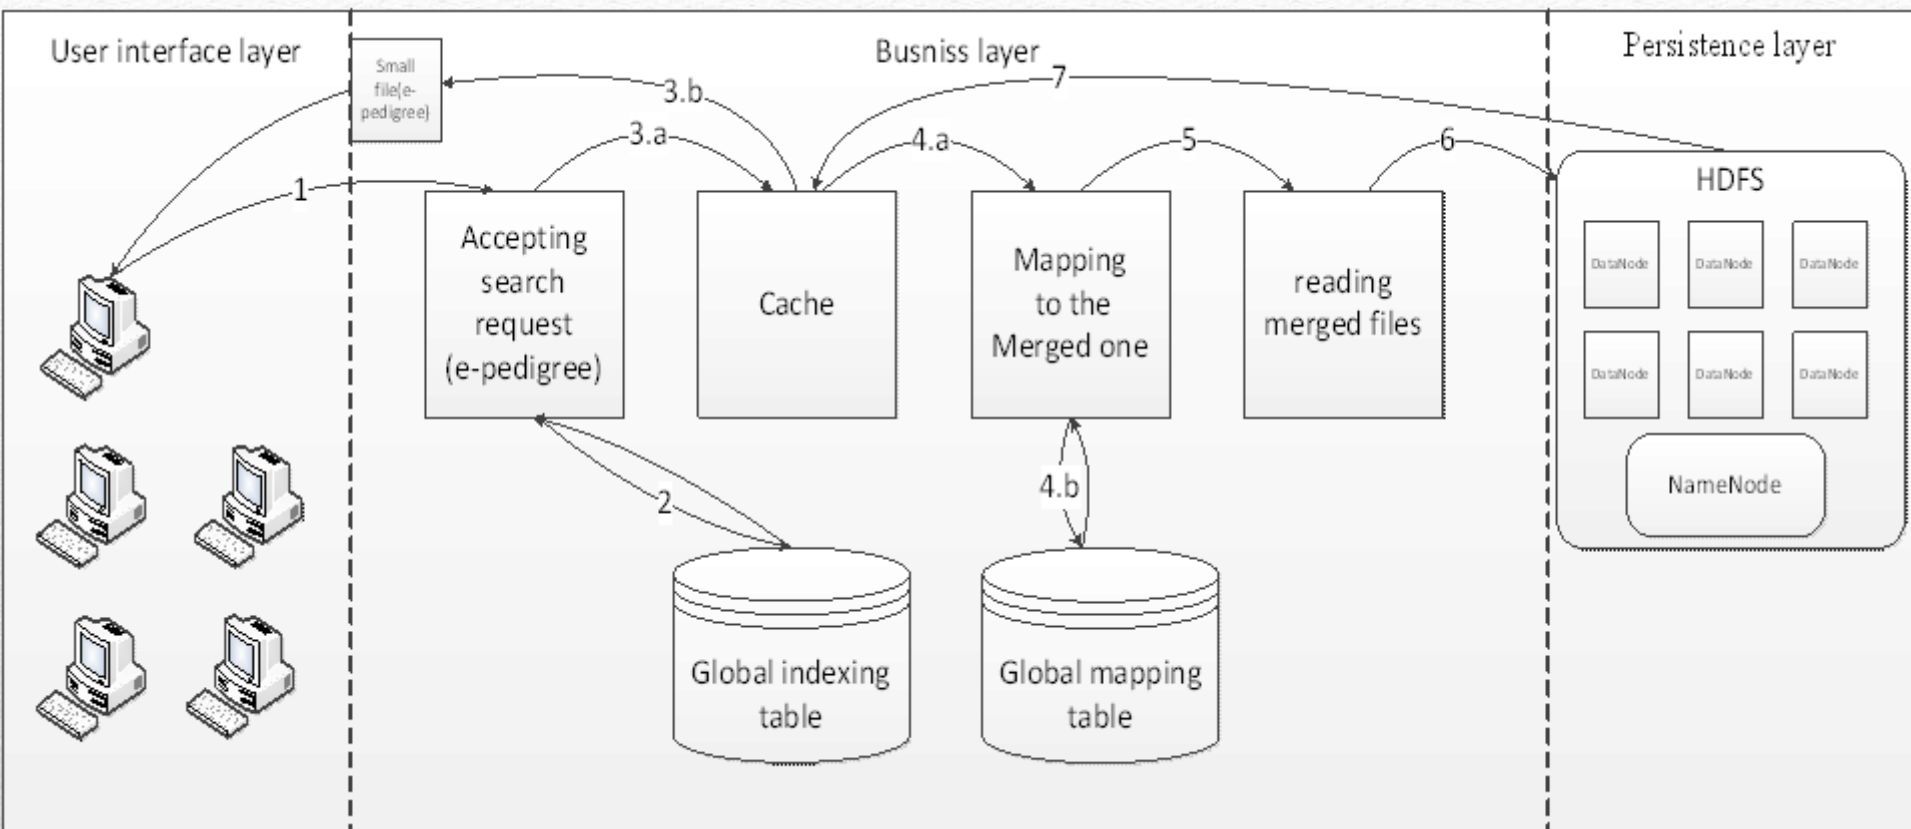 User interface layer
Small
file(e-
pedigree)
Busniss layer
Persistence layer
1
2
3.a
3.b
4.a
4.b
5
6
7
Accepting
search
request
(e-pedigree)
Cache
Mapping
to the
Merged one
reading
merged files
HDFS
DataNode
DataNode
DataNode
DataNode
DataNode
DataNode
NameNode
Global indexing
table
Global mapping
table